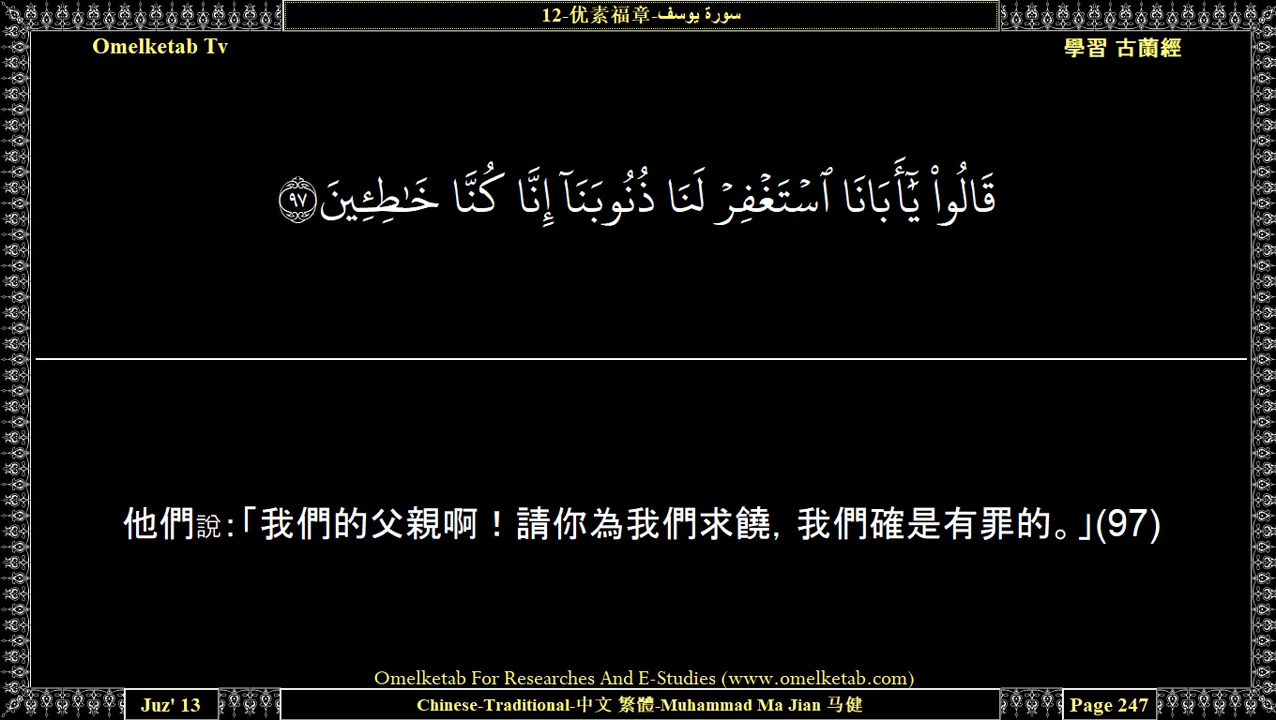 12-优素福章-سورة يوسف
Omelketab Tv
學習 古蘭經
قَالُوا۟ يَـٰٓأَبَانَا ٱسْتَغْفِرْ لَنَا ذُنُوبَنَآ إِنَّا كُنَّا خَـٰطِـِٔينَ ٩٧
他們說:「我們的父親啊！請你為我們求饒，我們確是有罪的。」(97)
Omelketab For Researches And E-Studies (www.omelketab.com)
Juz' 13
Chinese-Traditional-中文 繁體-Muhammad Ma Jian 马健
Page 247